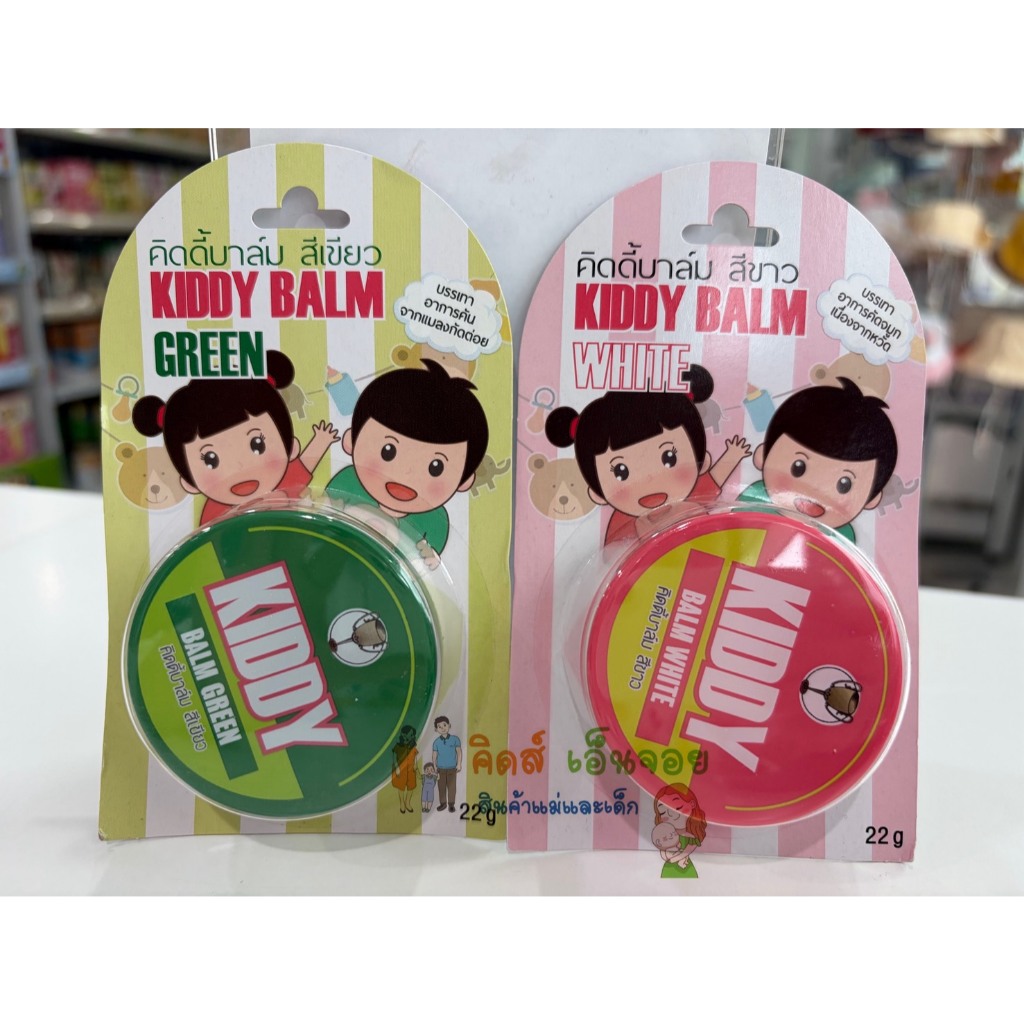 คิดดี้บาล์ม สีเขียว
KIDDY BALM
GREEN
บรรเทา
อาการคัน
จากแมลงกัดต่อย
KIDDY
BALM GREEN
คิดดี้บาล์ม สีเขียว
22 g
คิดดี้บาล์ม สีขาว
KIDDY BALM
WHITE
บรรเทา
อาการคัดจมูก
เนื่องจากหวัด
KIDDY
BALM WHITE
คิดดี้บาล์ม สีขาว
22 g
คิดส์ เอ็นจอย
สินค้าแม่และเด็ก